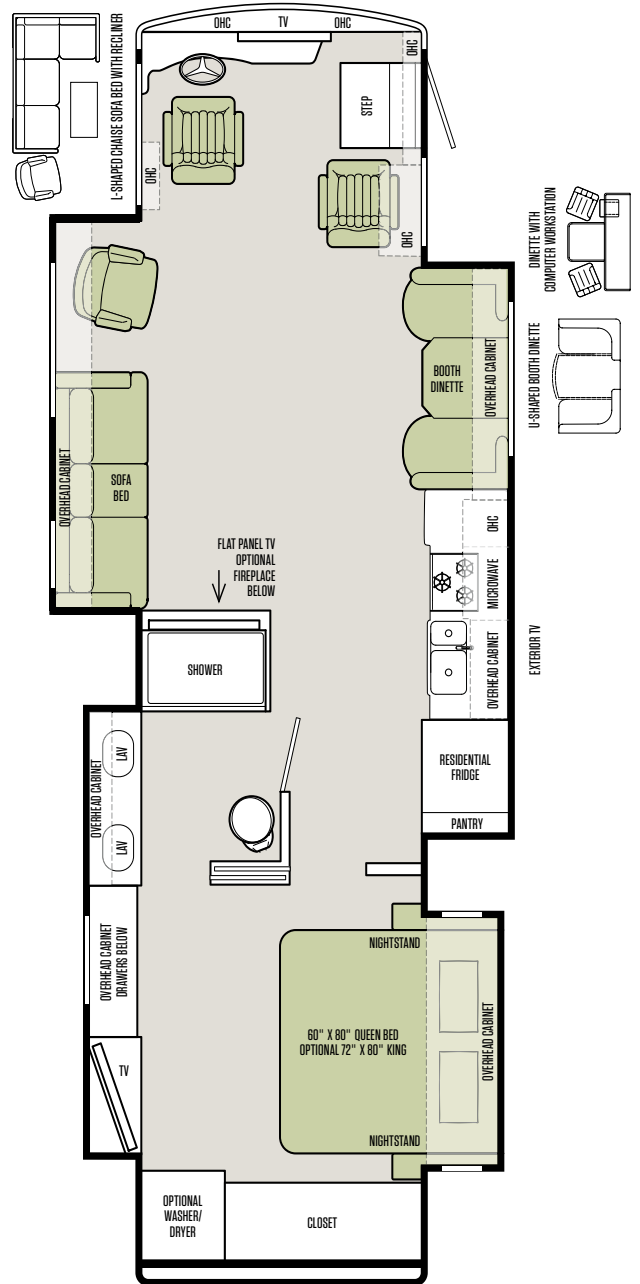 OHC
TV
OHC
OHC
L-SHAPED CHAISE SOFA BED WITH RECLINER
STEP
OHC
OHC
DINETTE WITH
COMPUTER WORKSTATION
BOOTH
DINETTE
OVERHEAD CABINET
U-SHAPED BOOTH DINETTE
OVERHEAD CABINET
SOFA
BED
OHC
FLAT PANEL TV
OPTIONAL
FIREPLACE
BELOW
MICROWAVE
EXTERIOR TV
SHOWER
OVERHEAD CABINET
OVERHEAD CABINET
LAV
LAV
RESIDENTIAL
FRIDGE
PANTRY
OVERHEAD CABINET
DRAWERS BELOW
NIGHTSTAND
60" X 80" QUEEN BED
OPTIONAL 72" X 80" KING
OVERHEAD CABINET
TV
NIGHTSTAND
OPTIONAL
WASHER/
DRYER
CLOSET